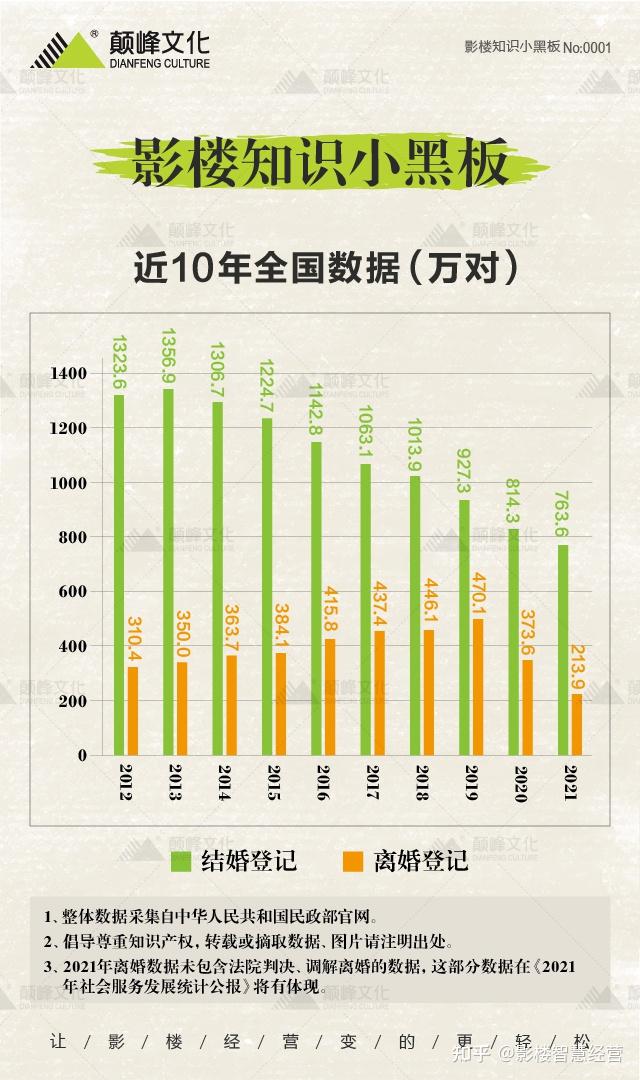 颠峰文化®
DIANFENG CULTURE
影楼知识小黑板 No:0001
影楼知识小黑板
近10年全国数据(万对)
1400
1200
1000
800
600
400
200
0
1323.6
310.4
1356.9
350.0
1306.7
363.7
1224.7
384.1
1142.8
415.8
1063.1
437.4
1013.9
446.1
927.3
470.1
814.3
373.6
763.6
213.9
2012
2013
2014
2015
2016
2017
2018
2019
2020
2021
结婚登记
离婚登记
1、整体数据采集自中华人民共和国民政部官网。
2、倡导尊重知识产权，转载或摘取数据、图片请注明出处。
3、2021年离婚数据未包含法院判决、调解离婚的数据，这部分数据在《2021
年社会服务发展统计公报》将有体现。
让 / 影 / 楼 / 经 / 营 / 变 / 的 / 更 / 轻 / 松
知乎 @影楼智慧经营